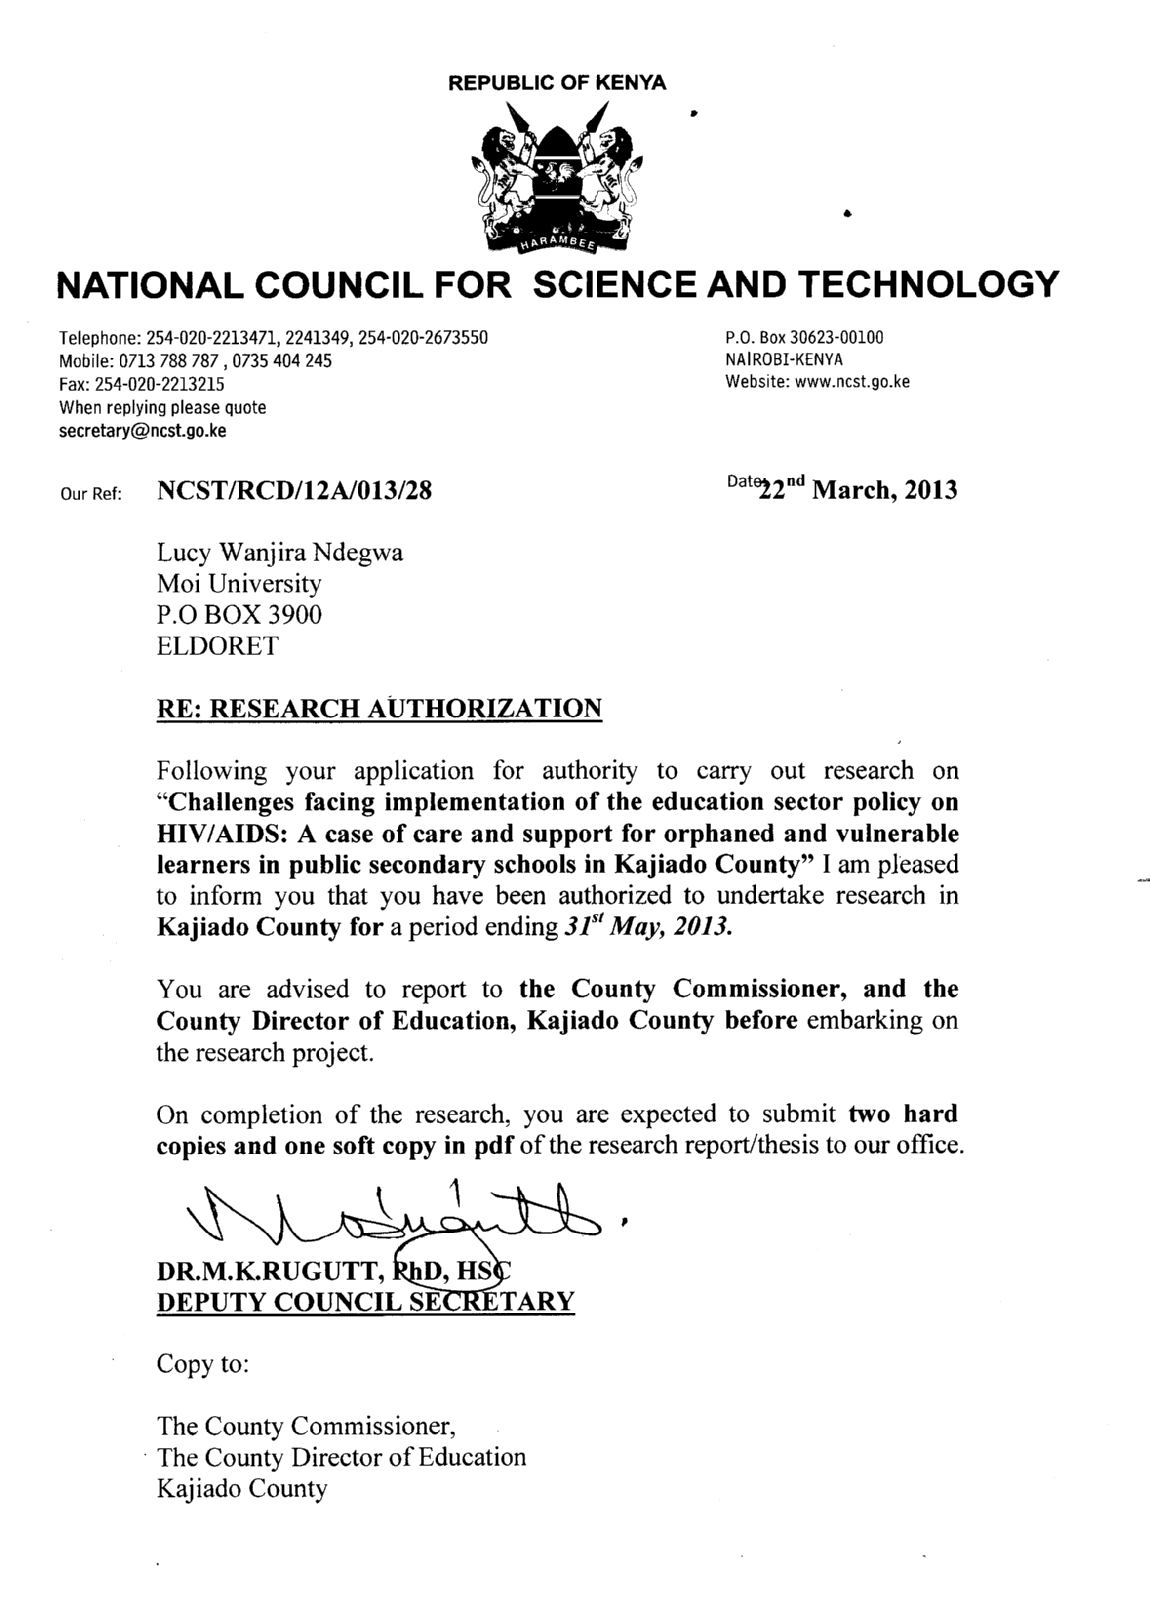 REPUBLIC OF KENYA
HARAMBEE
NATIONAL COUNCIL FOR SCIENCE AND TECHNOLOGY
Telephone: 254-020-2213471, 2241349, 254-020-2673550
Mobile: 0713 788 787 , 0735 404 245
Fax: 254-020-2213215
When replying please quote
secretary@ncst.go.ke
P.O. Box 30623-00100
NAIROBI-KENYA
Website: www.ncst.go.ke
Our Ref: NCST/RCD/12A/013/28
Date: 22nd March, 2013
Lucy Wanjira Ndegwa
Moi University
P.O BOX 3900
ELDORET
RE: RESEARCH AUTHORIZATION
Following your application for authority to carry out research on
“Challenges facing implementation of the education sector policy on
HIV/AIDS: A case of care and support for orphaned and vulnerable
learners in public secondary schools in Kajiado County” I am pleased
to inform you that you have been authorized to undertake research in
Kajiado County for a period ending 31st May, 2013.
You are advised to report to the County Commissioner, and the
County Director of Education, Kajiado County before embarking on
the research project.
On completion of the research, you are expected to submit two hard
copies and one soft copy in pdf of the research report/thesis to our office.
DR.M.K.RUGUTT, PhD, HSC
DEPUTY COUNCIL SECRETARY
Copy to:
The County Commissioner,
The County Director of Education
Kajiado County